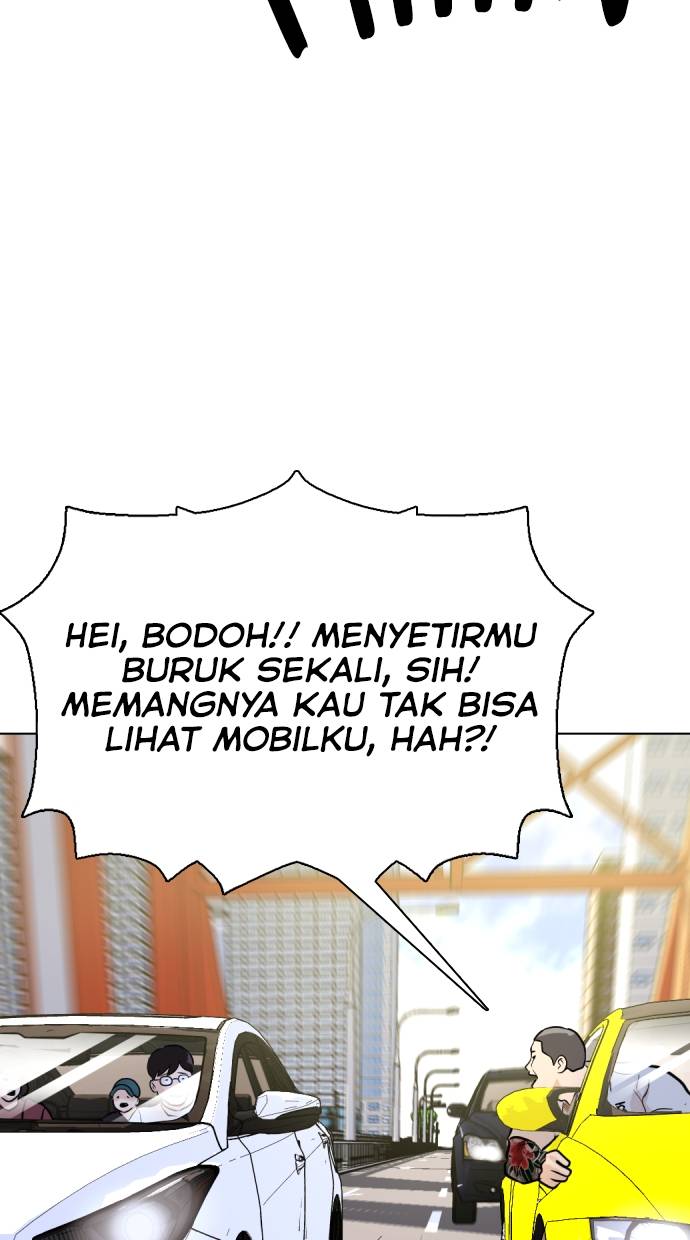 HEI, BODOH!! MENYETIRMU
BURUK SEKALI, SIH!
MEMANGNYA KAU TAK BISA
LIHAT MOBILKU, HAH?!